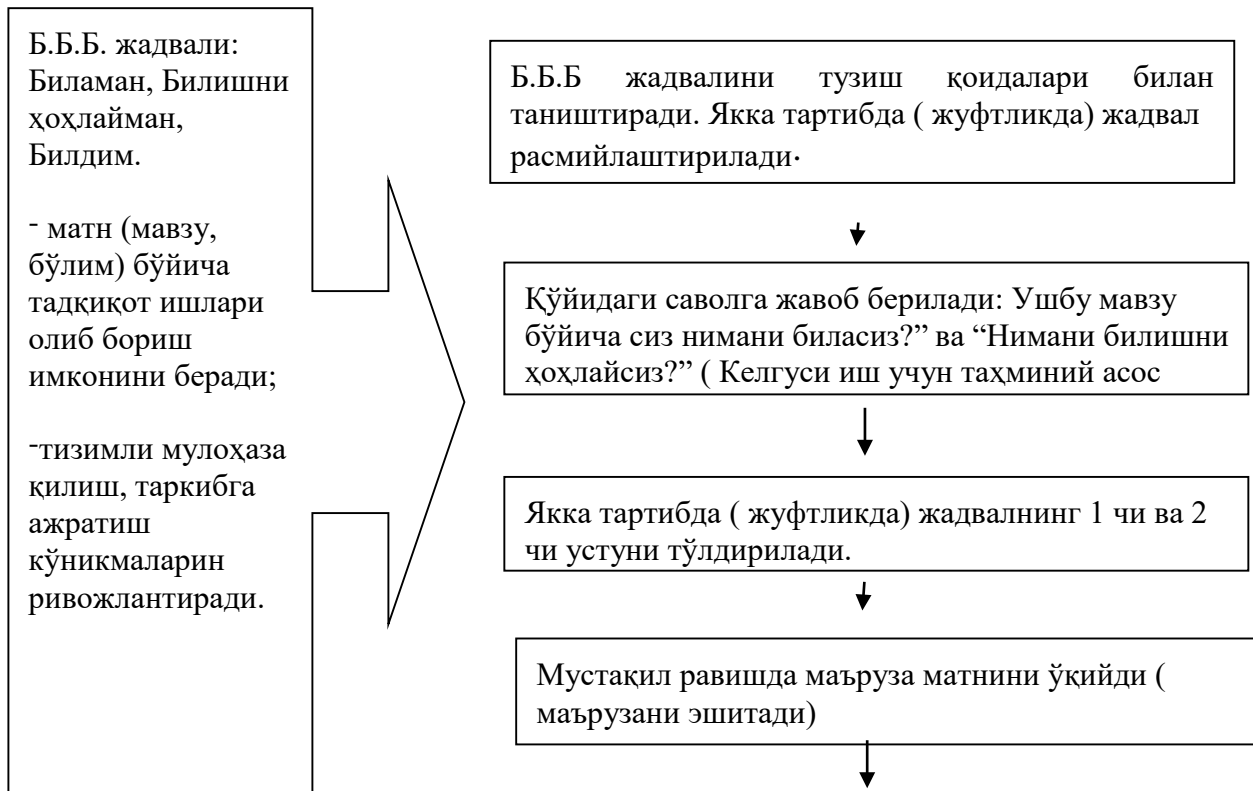 Б.Б.Б. жадвали:
Биламан, Билишни
ҳоҳлайман,
Билдим.
- матн (мавзу,
бўлим) бўйича
тадқиқот ишлари
олиб бориш
имконини беради;
-тизимли мулоҳаза
қилиш, таркибга
ажратиш
кўникмаларин
ривожлантиради.
Б.Б.Б жадвалини тузиш қоидалари билан
таништиради. Якка тартибда ( жуфтликда) жадвал
расмийлаштирилади.
Қўйидаги саволга жавоб берилади: Ушбу мавзу
бўйича сиз нимани биласиз?” ва “Нимани билишни
ҳоҳлайсиз?” ( Келгуси иш учун таҳминий асос
Якка тартибда ( жуфтликда) жадвалнинг 1 чи ва 2
чи устуни тўлдирилади.
Мустақил равишда маъруза матнини ўқийди (
маърузани эшитади)